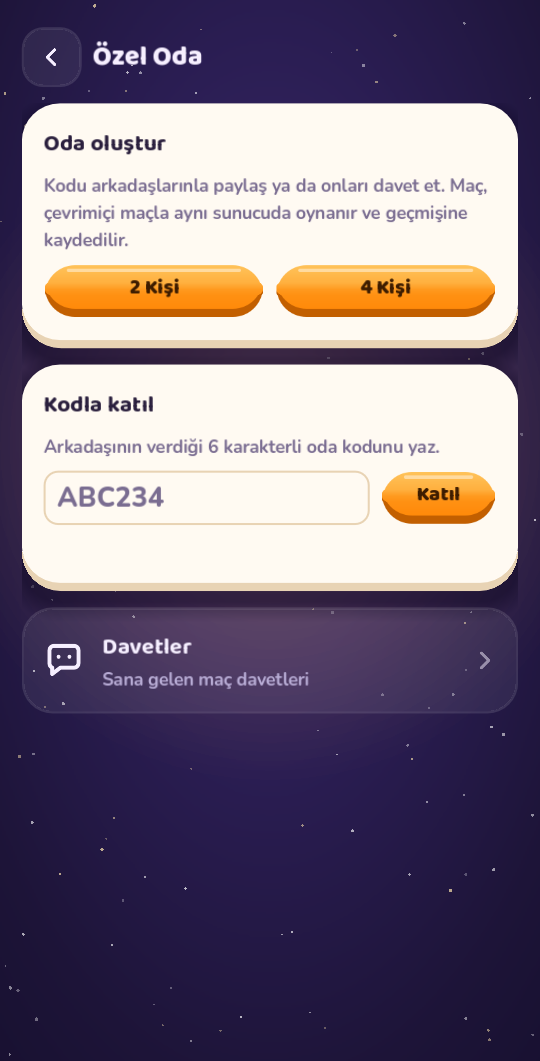 Özel Oda
Oda oluştur
Kodu arkadaşlarınla paylaş ya da onları davet et. Maç,
çevrimiçi maçla aynı sunucuda oynanır ve geçmişine
kaydedilir.
2 Kişi
4 Kişi
Kodla katıl
Arkadaşının verdiği 6 karakterli oda kodunu yaz.
ABC234
Katıl
Davetler
Sana gelen maç davetleri